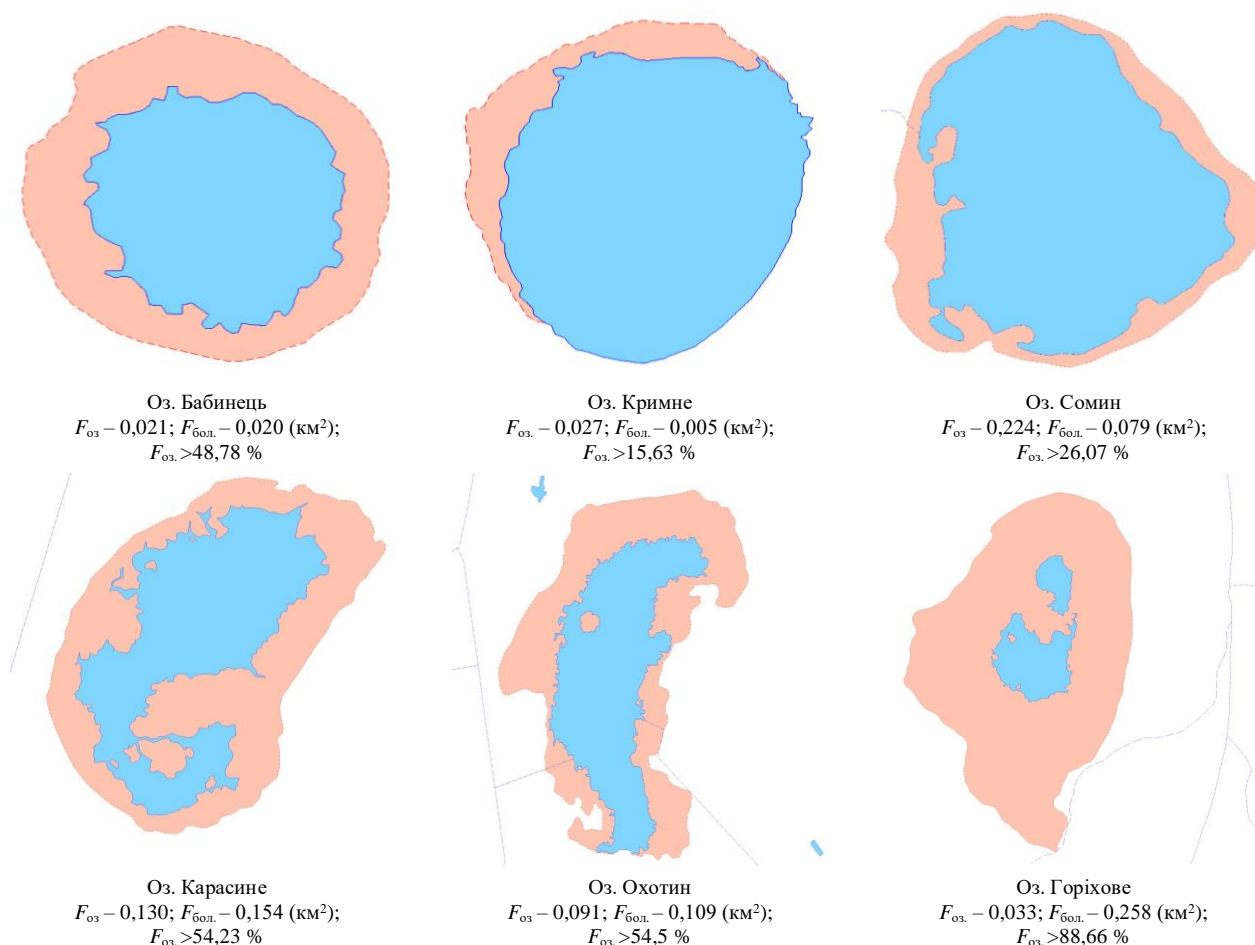 Оз. Бабинець
Fоз – 0,021; Fбол. – 0,020 (км²);
Fоз. >48,78 %
Оз. Кримне
Fоз. – 0,027; Fбол. – 0,005 (км²);
Fоз. >15,63 %
Оз. Сомин
Fоз – 0,224; Fбол. – 0,079 (км²);
Fоз. >26,07 %
Оз. Карасине
Fоз – 0,130; Fбол. – 0,154 (км²);
Fоз. >54,23 %
Оз. Охотин
Fоз – 0,091; Fбол. – 0,109 (км²);
Fоз. >54,5 %
Оз. Горіхове
Fоз. – 0,033; Fбол. – 0,258 (км²);
Fоз. >88,66 %